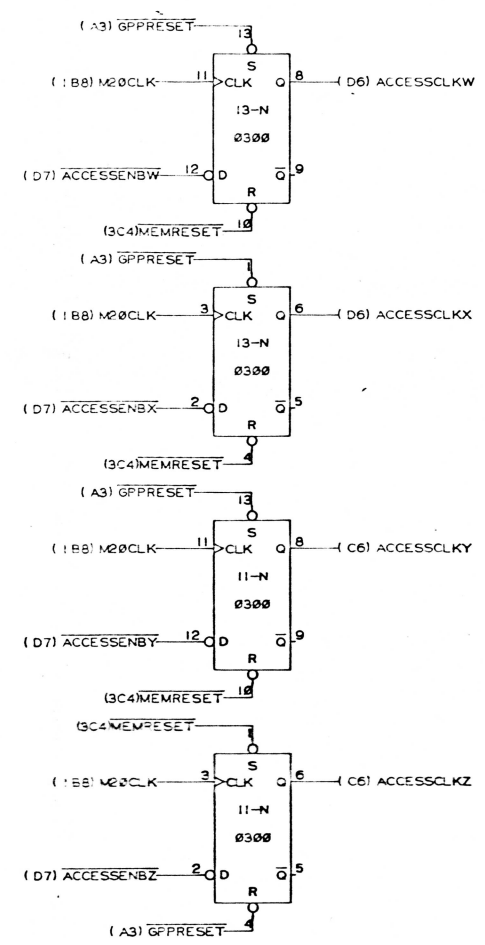 ( A3) GPPRESET
13
S
( 1B8) M20CLK 11 CLK Q 8 (D6) ACCESSCLKW
13-N
0300
( D7) ACCESSENBW 12 D Q 9
R
10
(3C4)MEMRESET
( A3) GPPRESET
1
S
( 1B8) M20CLK 3 CLK Q 6 (D6) ACCESSCLKX
13-N
0300
( D7) ACCESSENBX 2 D Q 5
R
4
(3C4)MEMRESET
( A3) GPPRESET
13
S
( 1B8) M20CLK 11 CLK Q 8 ( C6) ACCESSCLKY
11-N
0300
( D7) ACCESSENBY 12 D Q 9
R
10
(3C4)MEMRESET
(3C4)MEMRESET
1
S
( 1B8) M20CLK 3 CLK Q 6 ( C6) ACCESSCLKZ
11-N
0300
( D7) ACCESSENBZ 2 D Q 5
R
4
( A3) GPPRESET